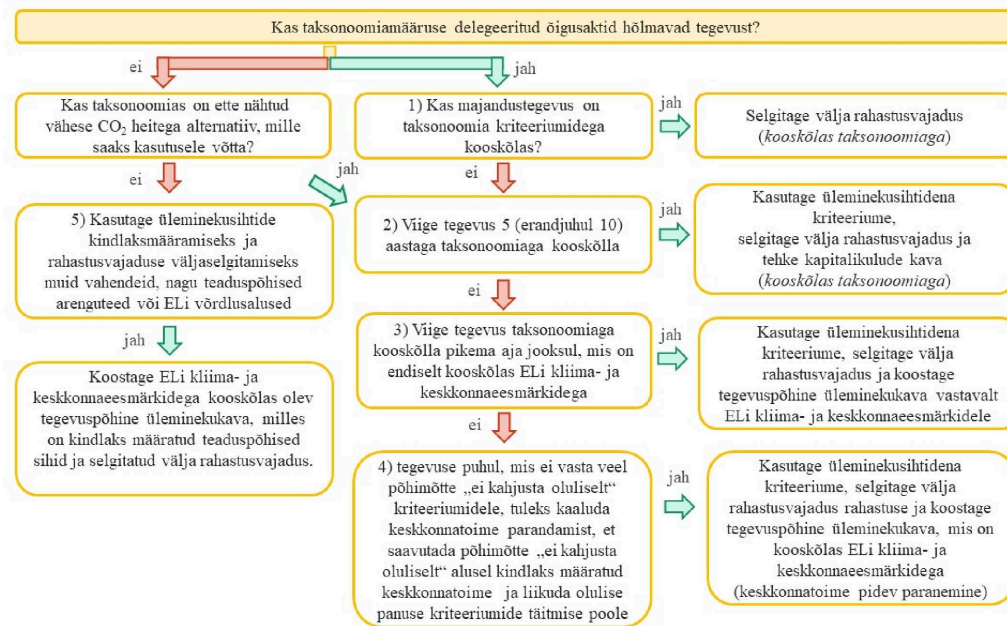 Kas taksonoomiamääruse delegeeritud õigusaktid hõlmavad tegevust?
ei
jah
Kas taksonoomias on ette nähtud
vähese CO₂ heitega alternatiiv, mille
saaks kasutusele võtta?
1) Kas majandustegevus on
taksonoomia kriteeriumidega
kooskõlas?
jah
Selgitage välja rahastusvajadus
(kooskõlas taksonoomiaga)
ei
jah
ei
5) Kasutage üleminekusihtide
kindlaksmääramiseks ja
rahastusvajaduse väljaselgitamiseks
muid vahendeid, nagu teaduspõhised
arenguteed või ELi võrdlusalused
2) Viige tegevus 5 (erandjuhul 10)
aastaga taksonoomiaga kooskõlla
jah
Kasutage üleminekusihtidena
kriteeriume,
selgitage välja rahastusvajadus ja
tehke kapitalikulude kava
(kooskõlas taksonoomiaga)
jah
ei
Koostage ELi kliima- ja
keskkonnaeesmärkidega kooskõlas olev
tegevuspõhine üleminekukava, milles
on kindlaks määratud teaduspõhised
sihid ja selgitatud välja rahastusvajadus.
3) Viige tegevus taksonoomiaga
kooskõlla pikema aja jooksul, mis on
endiselt kooskõlas ELi kliima- ja
keskkonnaeesmärkidega
jah
Kasutage üleminekusihtidena
kriteeriume, selgitage välja
rahastusvajadus ja koostage
tegevuspõhine üleminekukava vastavalt
ELi kliima- ja keskkonnaeesmärkidele
ei
4) tegevuse puhul, mis ei vasta veel
põhimõtte „ei kahjusta oluliselt“
kriteeriumidele, tuleks kaaluda
keskkonnatoime parandamist, et
saavutada põhimõtte „ei kahjusta
oluliselt“ alusel kindlaks määratud
keskkonnatoime ja liikuda olulise
panuse kriteeriumide täitmise poole
jah
Kasutage üleminekusihtidena
kriteeriume, selgitage välja
rahastusvajadus rahastuse ja koostage
tegevuspõhine üleminekukava, mis on
kooskõlas ELi kliima- ja
keskkonnaeesmärkidega
(keskkonnatoime pidev paranemine)